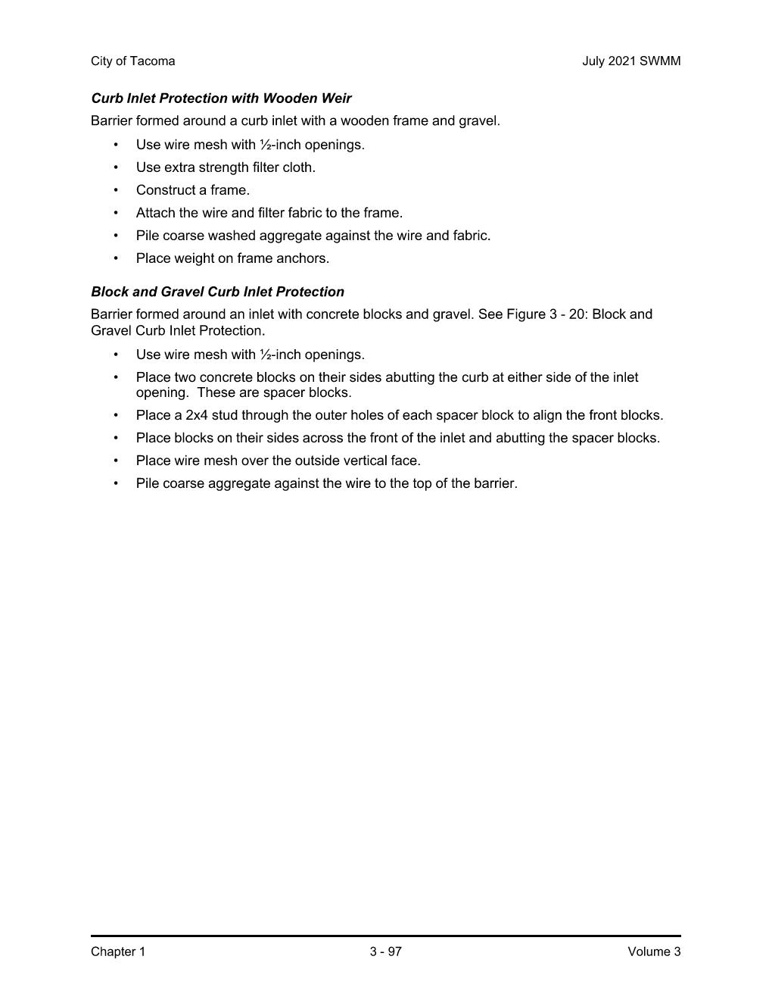 City of Tacoma
July 2021 SWMM
Curb Inlet Protection with Wooden Weir
Barrier formed around a curb inlet with a wooden frame and gravel.
• Use wire mesh with ½-inch openings.
• Use extra strength filter cloth.
• Construct a frame.
• Attach the wire and filter fabric to the frame.
• Pile coarse washed aggregate against the wire and fabric.
• Place weight on frame anchors.
Block and Gravel Curb Inlet Protection
Barrier formed around an inlet with concrete blocks and gravel. See Figure 3 - 20: Block and
Gravel Curb Inlet Protection.
• Use wire mesh with ½-inch openings.
• Place two concrete blocks on their sides abutting the curb at either side of the inlet
opening.  These are spacer blocks.
• Place a 2x4 stud through the outer holes of each spacer block to align the front blocks.
• Place blocks on their sides across the front of the inlet and abutting the spacer blocks.
• Place wire mesh over the outside vertical face.
• Pile coarse aggregate against the wire to the top of the barrier.
Chapter 1
3 - 97
Volume 3